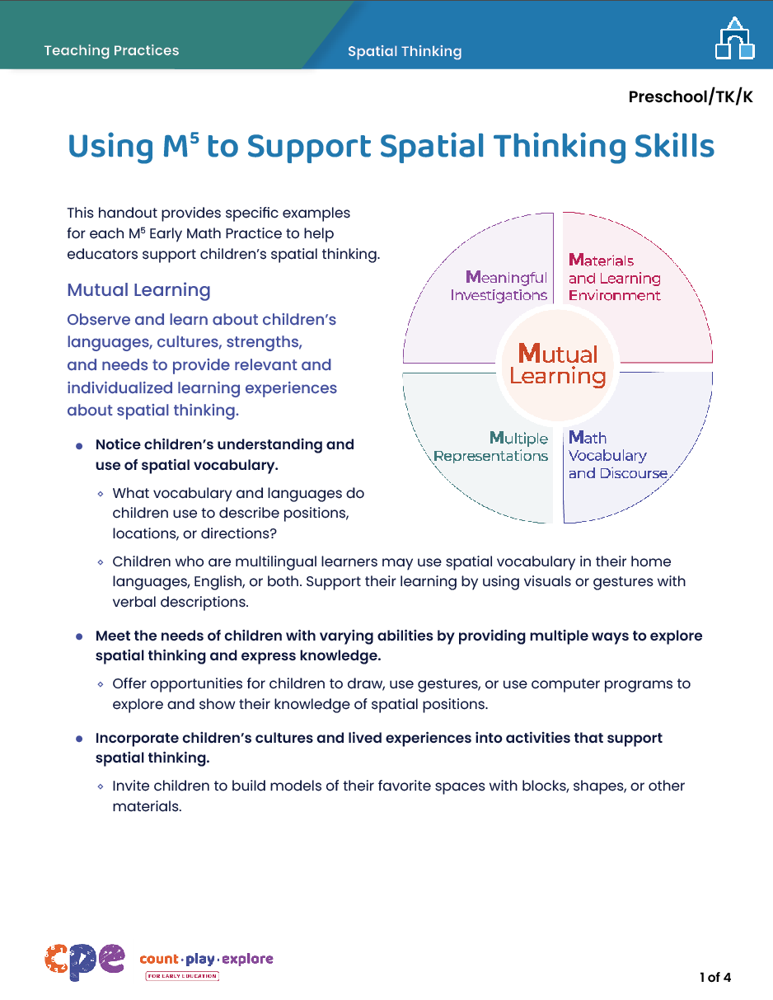 Teaching Practices
Spatial Thinking
Preschool/TK/K
Using M⁵ to Support Spatial Thinking Skills
This handout provides specific examples
for each M⁵ Early Math Practice to help
educators support children’s spatial thinking.
Mutual Learning
Observe and learn about children’s
languages, cultures, strengths,
and needs to provide relevant and
individualized learning experiences
about spatial thinking.
Meaningful
Investigations
Materials
and Learning
Environment
Mutual
Learning
Multiple
Representations
Math
Vocabulary
and Discourse
● Notice children’s understanding and
use of spatial vocabulary.
⬦ What vocabulary and languages do
children use to describe positions,
locations, or directions?
⬦ Children who are multilingual learners may use spatial vocabulary in their home
languages, English, or both. Support their learning by using visuals or gestures with
verbal descriptions.
● Meet the needs of children with varying abilities by providing multiple ways to explore
spatial thinking and express knowledge.
⬦ Offer opportunities for children to draw, use gestures, or use computer programs to
explore and show their knowledge of spatial positions.
● Incorporate children’s cultures and lived experiences into activities that support
spatial thinking.
⬦ Invite children to build models of their favorite spaces with blocks, shapes, or other
materials.
cpe
count·play·explore
FOR EARLY EDUCATION
1 of 4